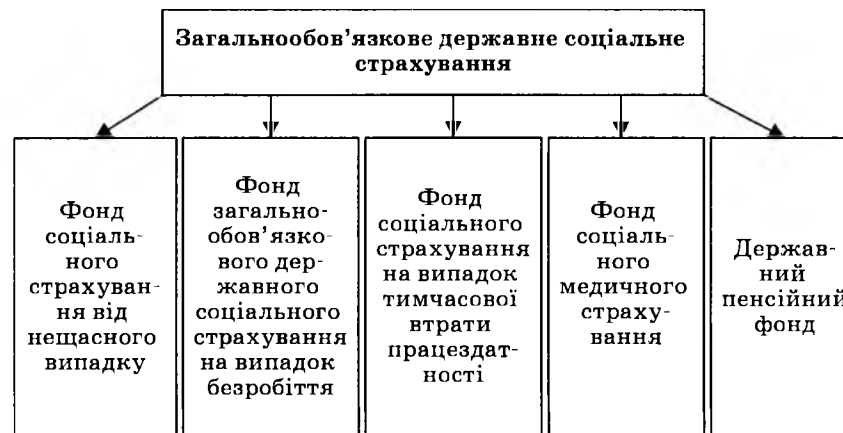 Загальнообов’язкове державне соціальне
страхування
Фонд
соціаль-
ного
страхуван-
ня від
нещасного
випадку
Фонд
загально-
обов’язко-
вого дер-
жавного
соціального
страхування
на випадок
безробіття
Фонд
соціального
страхування
на випадок
тимчасової
втрати
працездат-
ності
Фонд
соціального
медичного
страху-
вання
Держав-
ний
пенсійний
фонд